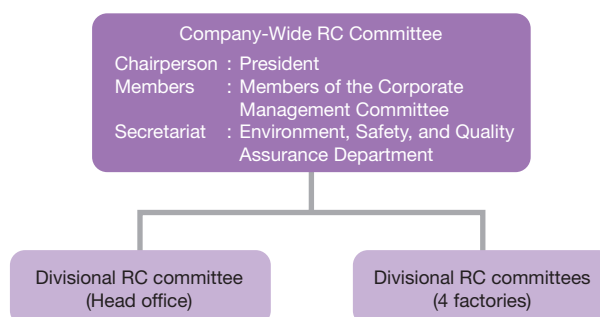 Company-Wide RC Committee
Chairperson : President
Members : Members of the Corporate
Management Committee
Secretariat : Environment, Safety, and Quality
Assurance Department
Divisional RC committee
(Head office)
Divisional RC committees
(4 factories)